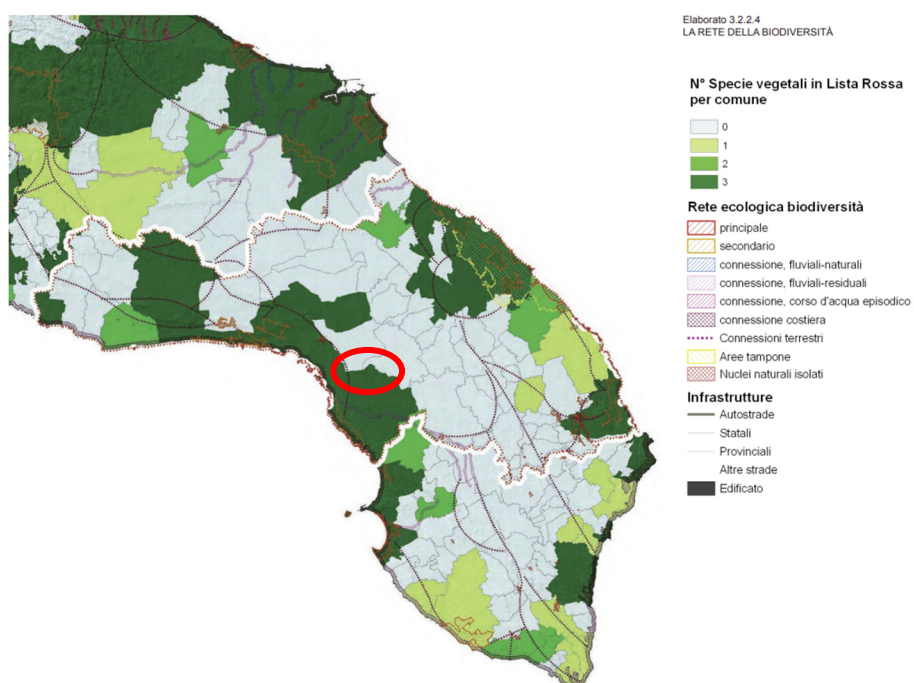 Elaborato 3.2.2.4
LA RETE DELLA BIODIVERSITÀ
N° Specie vegetali in Lista Rossa
per comune
0
1
2
3
Rete ecologica biodiversità
principale
secondario
connessione, fluviali-naturali
connessione, fluviali-residuali
connessione, corso d'acqua episodico
connessione costiera
Connessioni terrestri
Aree tampone
Nuclei naturali isolati
Infrastrutture
Autostrade
Statali
Provinciali
Altre strade
Edificato